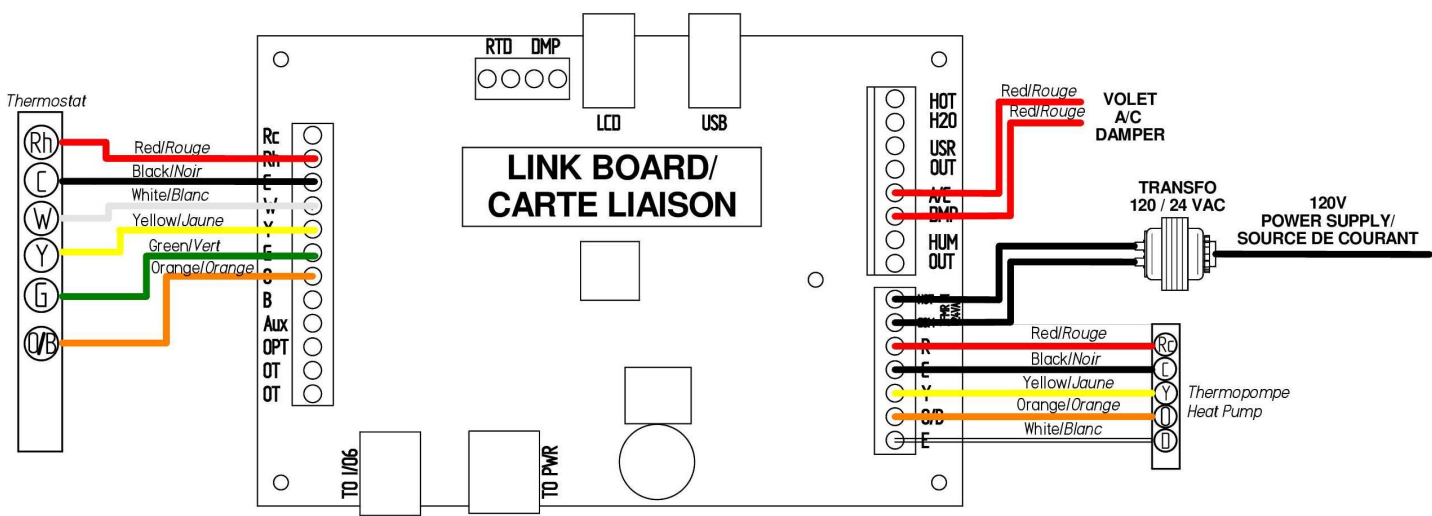 RTD DMP
LCD
USB
LINK BOARD/
CARTE LIAISON
Thermostat
Rh
C
W
Y
G
O/B
Red/Rouge
Black/Noir
White/Blanc
Yellow/Jaune
Green/Vert
Orange/Orange
Rc
Rh
C
W
Y
G
O
B
Aux
OPT
OT
OT
TO I/O6
TO PWR
HOT
H2O
USR
OUT
A/C
DMP
HUM
OUT
R
C
Y
O/B
Red/Rouge
Red/Rouge
VOLET
A/C
DAMPER
TRANSFO
120 / 24 VAC
120V
POWER SUPPLY/
SOURCE DE COURANT
Red/Rouge
Black/Noir
Yellow/Jaune
Orange/Orange
White/Blanc
Rc
C
Y
O
D
Thermopompe
Heat Pump